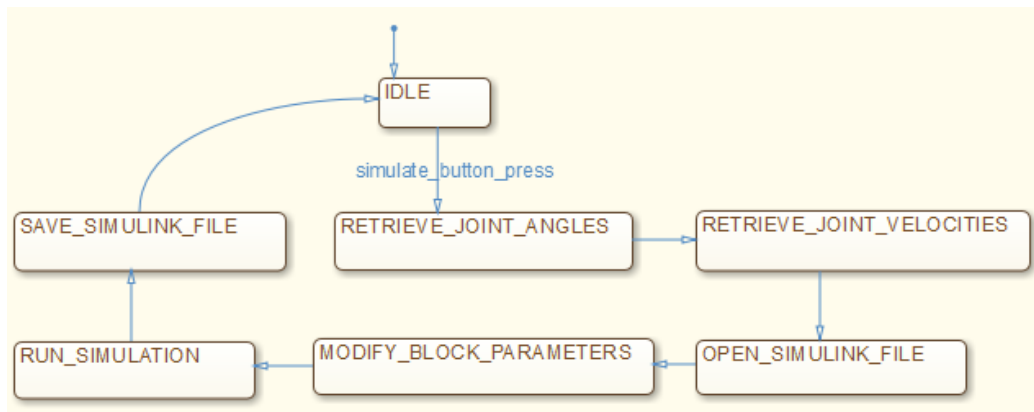 IDLE
simulate_button_press
SAVE_SIMULINK_FILE
RETRIEVE_JOINT_ANGLES
RETRIEVE_JOINT_VELOCITIES
RUN_SIMULATION
MODIFY_BLOCK_PARAMETERS
OPEN_SIMULINK_FILE